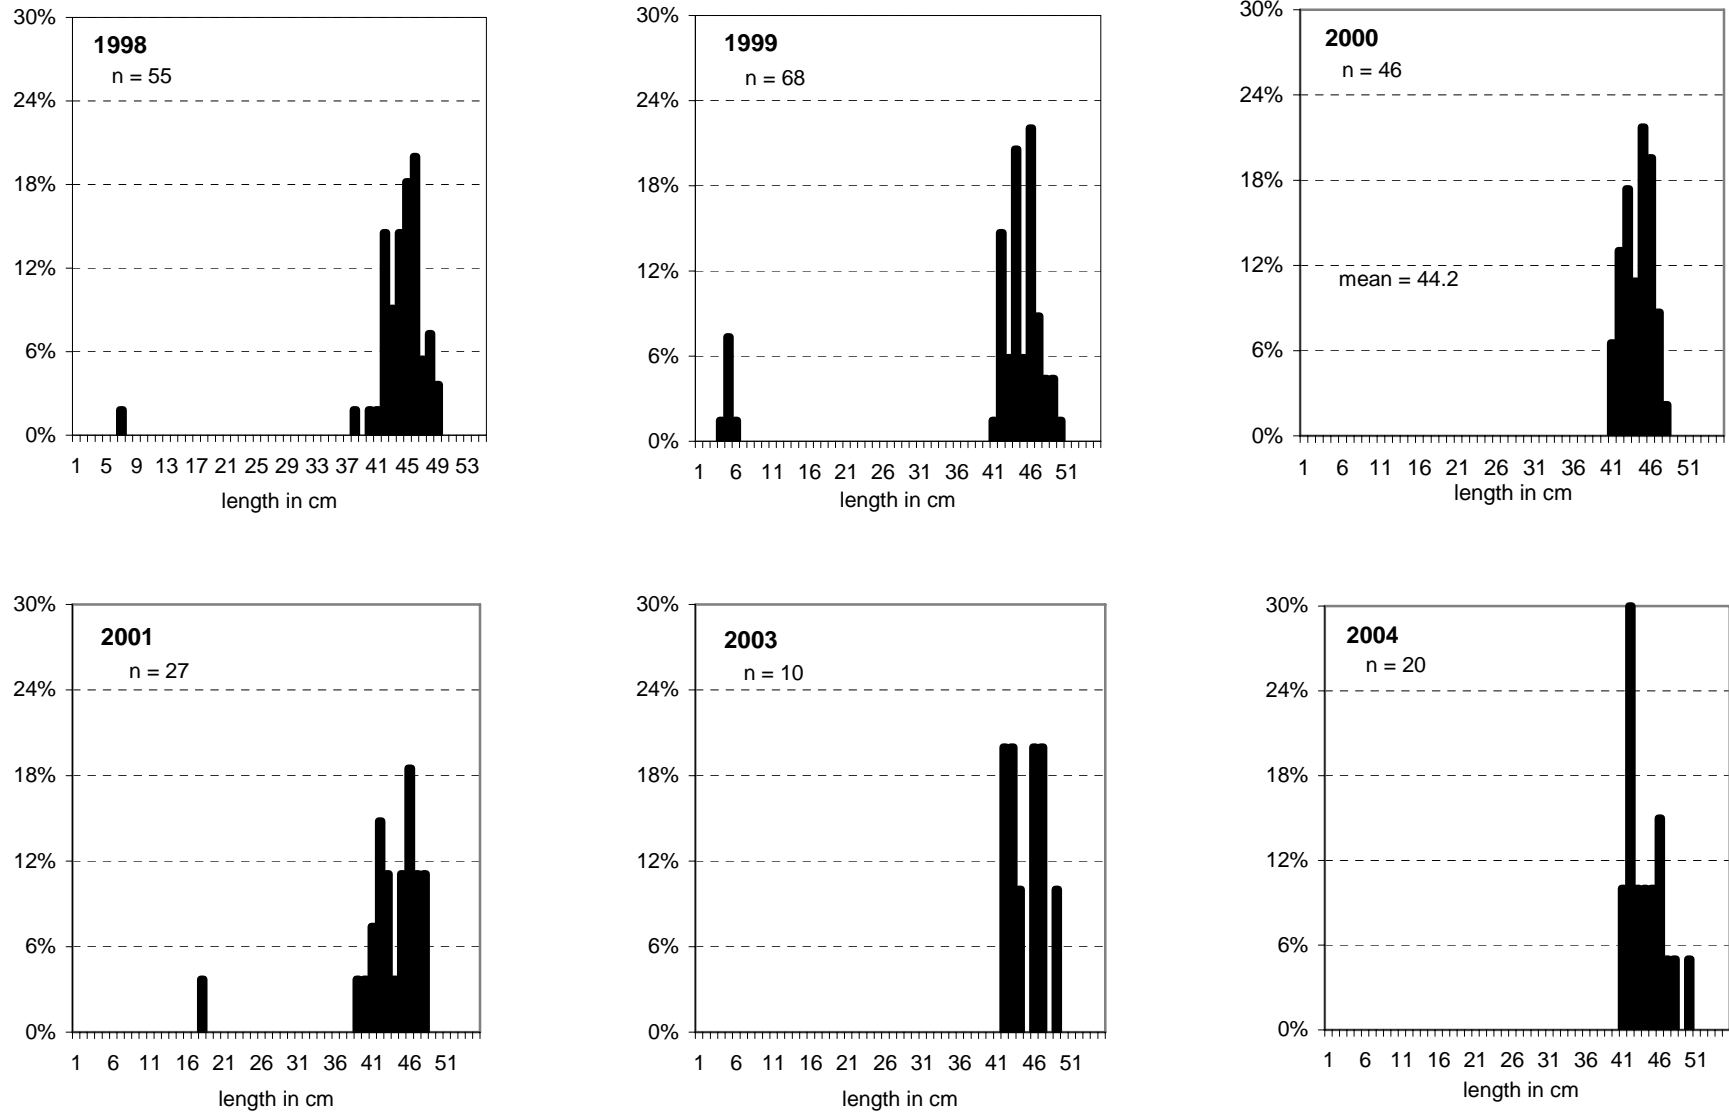 30%
1998
n = 55
24%
18%
12%
6%
0%
1 5 9 13 17 21 25 29 33 37 41 45 49 53
length in cm
30%
1999
n = 68
24%
18%
12%
6%
0%
1 6 11 16 21 26 31 36 41 46 51
length in cm
30%
2000
n = 46
24%
18%
12%
mean = 44.2
6%
0%
1 6 11 16 21 26 31 36 41 46 51
length in cm
30%
2001
n = 27
24%
18%
12%
6%
0%
1 6 11 16 21 26 31 36 41 46 51
length in cm
30%
2003
n = 10
24%
18%
12%
6%
0%
1 6 11 16 21 26 31 36 41 46 51
length in cm
30%
2004
n = 20
24%
18%
12%
6%
0%
1 6 11 16 21 26 31 36 41 46 51
length in cm